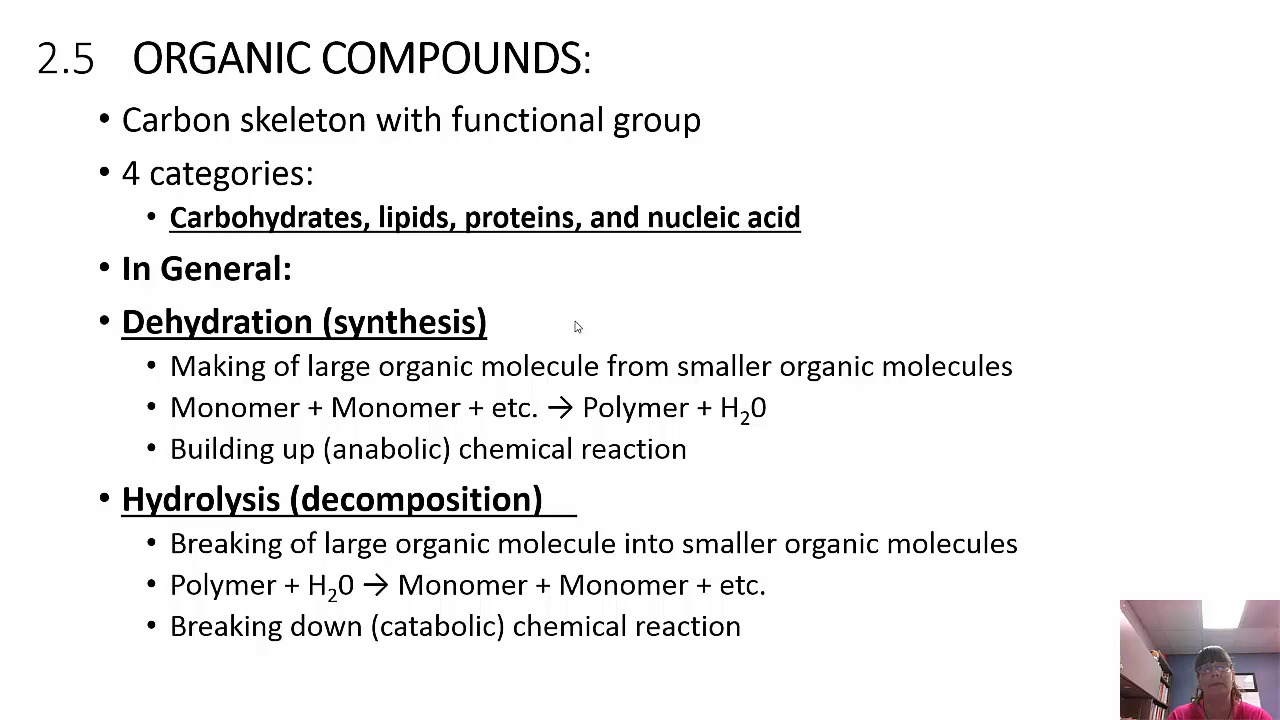 2.5 ORGANIC COMPOUNDS:
• Carbon skeleton with functional group
• 4 categories:
• Carbohydrates, lipids, proteins, and nucleic acid
• In General:
• Dehydration (synthesis)
• Making of large organic molecule from smaller organic molecules
• Monomer + Monomer + etc. → Polymer + H₂0
• Building up (anabolic) chemical reaction
• Hydrolysis (decomposition)
• Breaking of large organic molecule into smaller organic molecules
• Polymer + H₂0 → Monomer + Monomer + etc.
• Breaking down (catabolic) chemical reaction